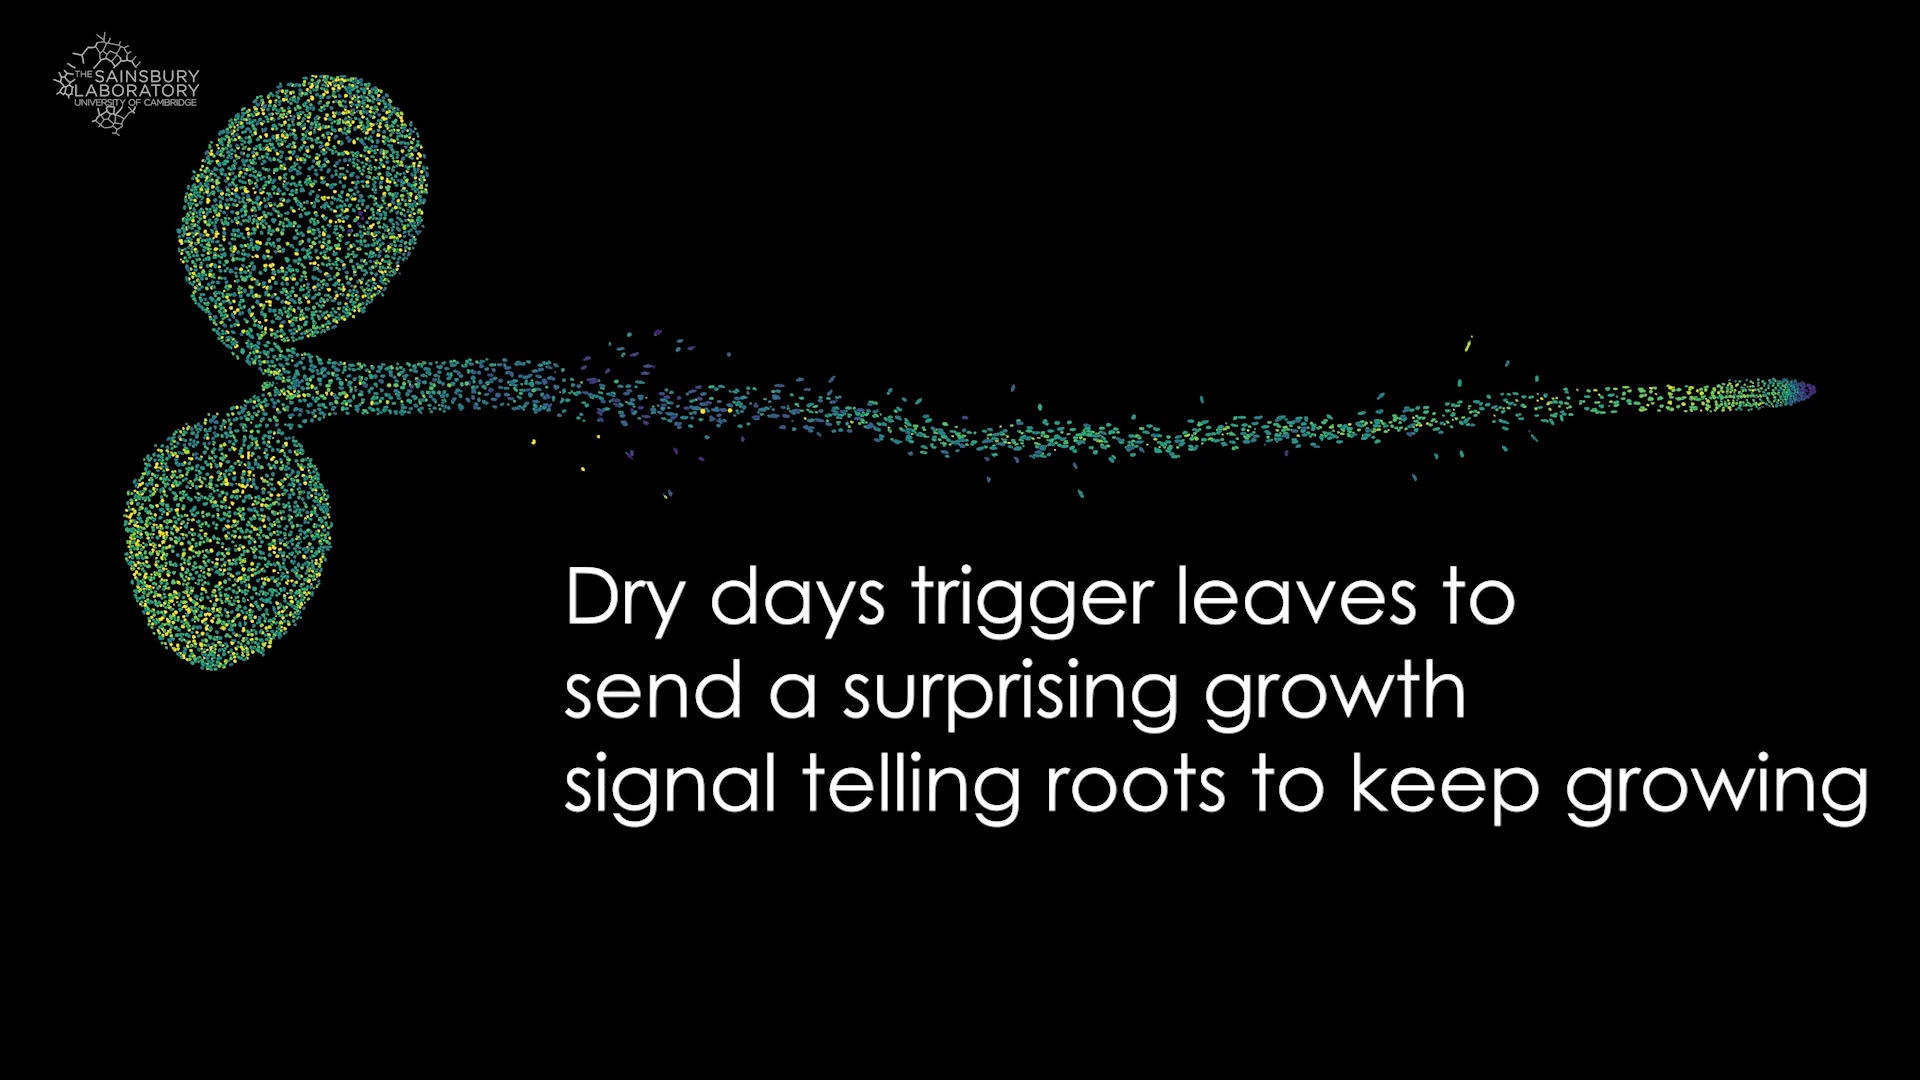 THE SAINSBURY
LABORATORY
UNIVERSITY OF CAMBRIDGE
Dry days trigger leaves to
send a surprising growth
signal telling roots to keep growing